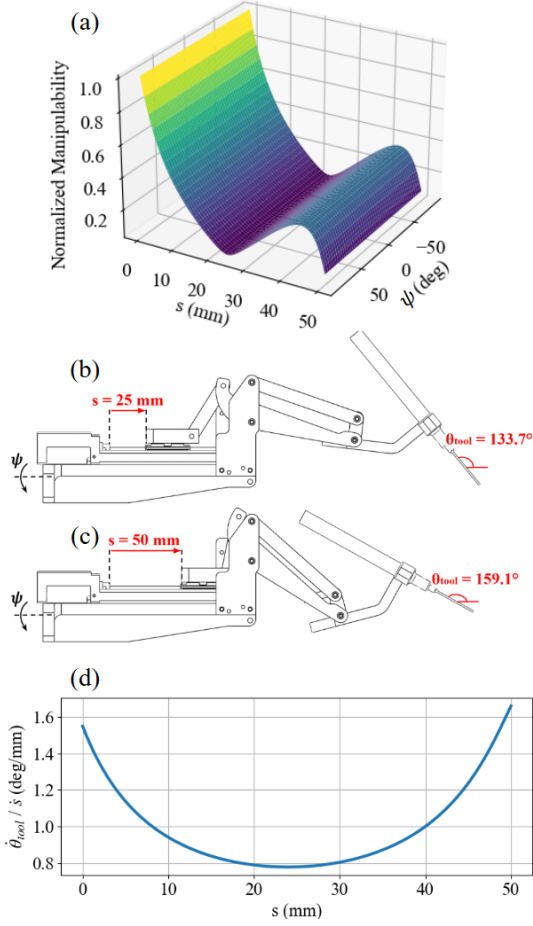 (a)
Normalized Manipulability
1.0
0.8
0.6
0.4
0.2
0
10
20
30
40
50
s (mm)
−50
0
50
ψ (deg)
(b)
s = 25 mm
ψ
θtool = 133.7°
(c)
s = 50 mm
ψ
θtool = 159.1°
(d)
θ̇tool / ṡ (deg/mm)
1.6
1.4
1.2
1.0
0.8
0 10 20 30 40 50
s (mm)